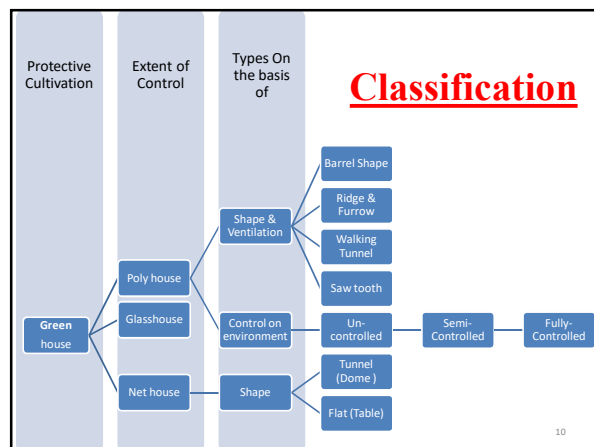 Protective
Cultivation
Extent of
Control
Types On
the basis
of
Classification
Barrel Shape
Ridge &
Furrow
Shape &
Ventilation
Walking
Tunnel
Saw tooth
Poly house
Green
house
Glasshouse
Control on
environment
Un-
controlled
Semi-
Controlled
Fully-
Controlled
Net house
Shape
Tunnel
(Dome )
Flat (Table)
10